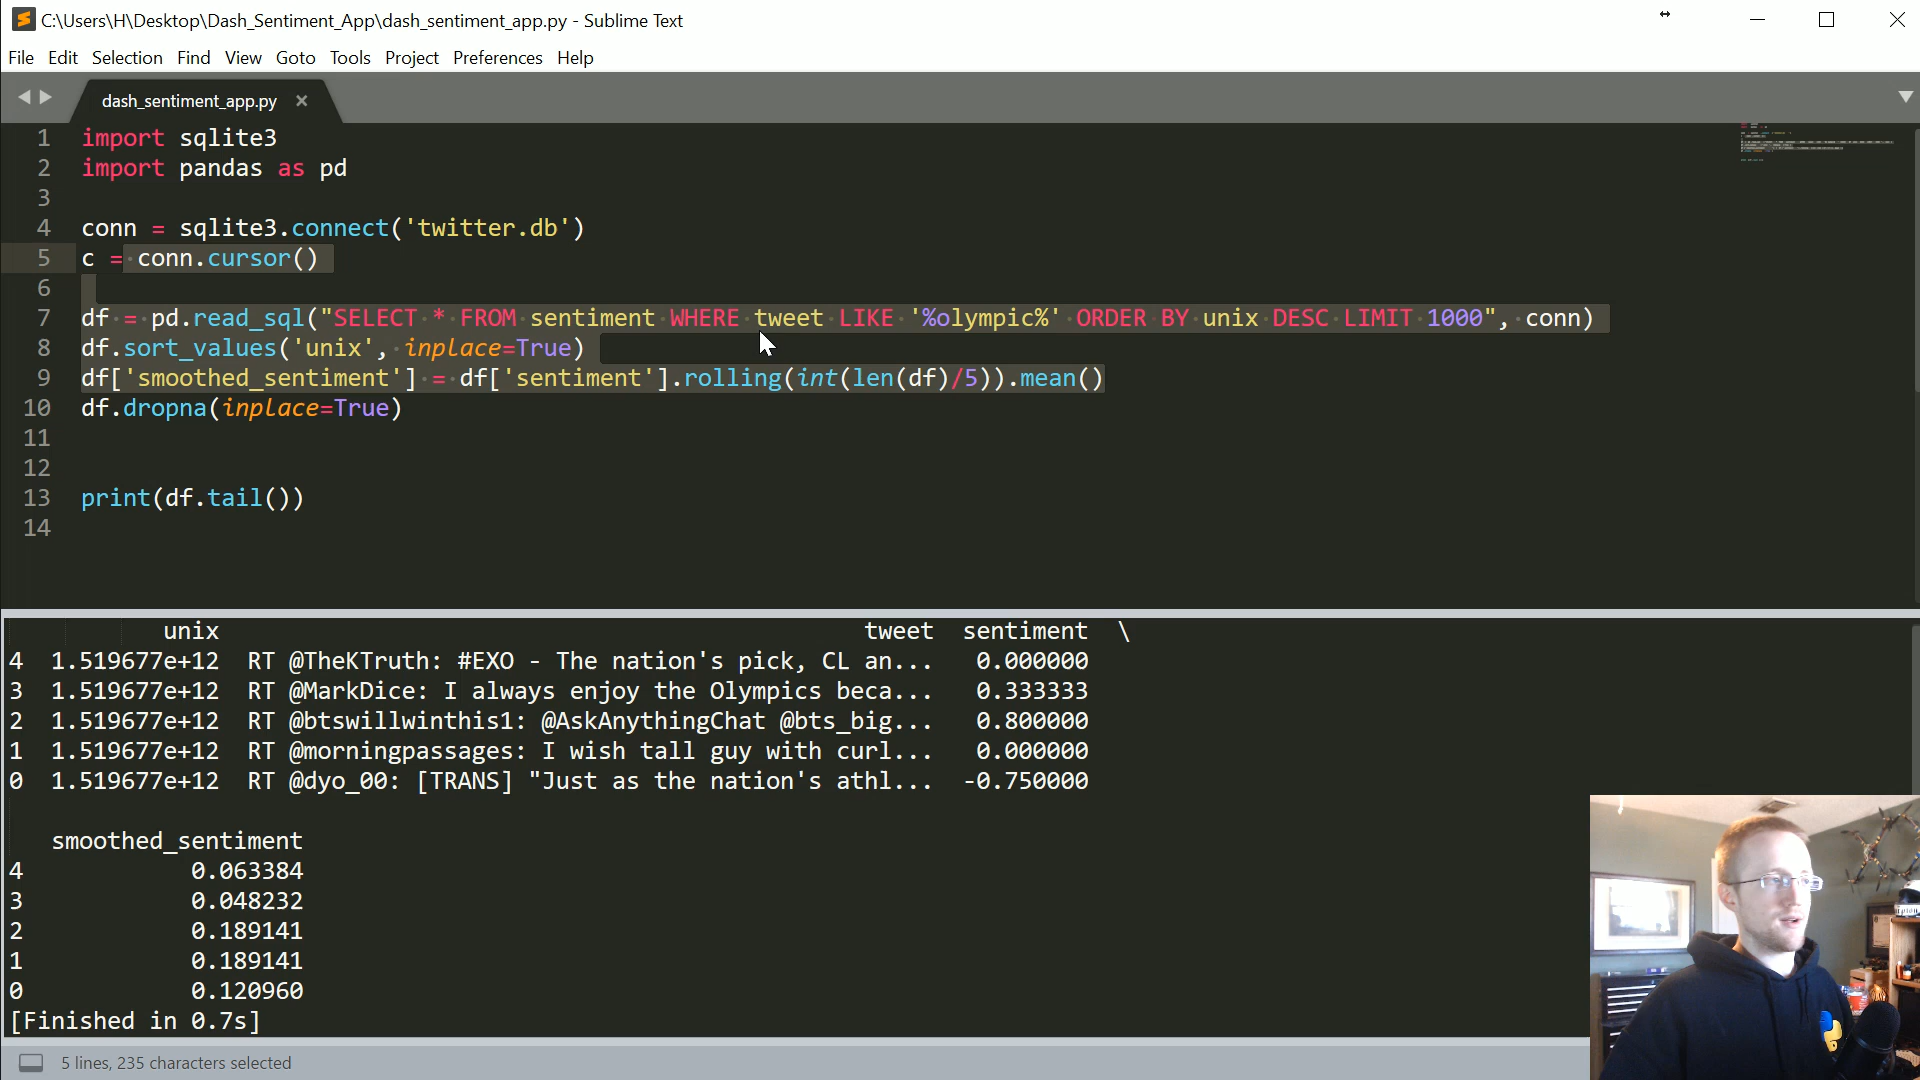 C:\Users\H\Desktop\Dash_Sentiment_App\dash_sentiment_app.py - Sublime Text
File Edit Selection Find View Goto Tools Project Preferences Help
dash_sentiment_app.py ×
1 import sqlite3
2 import pandas as pd
3
4 conn = sqlite3.connect('twitter.db')
5 c = conn.cursor()
6
7 df = pd.read_sql("SELECT * FROM sentiment WHERE tweet LIKE '%olympic%' ORDER BY unix DESC LIMIT 1000", conn)
8 df.sort_values('unix', inplace=True)
9 df['smoothed_sentiment'] = df['sentiment'].rolling(int(len(df)/5)).mean()
10 df.dropna(inplace=True)
11
12
13 print(df.tail())
14
unix tweet sentiment \
4 1.519677e+12 RT @TheKTruth: #EXO - The nation's pick, CL an... 0.000000
3 1.519677e+12 RT @MarkDice: I always enjoy the Olympics beca... 0.333333
2 1.519677e+12 RT @btswillwinthis1: @AskAnythingChat @bts_big... 0.800000
1 1.519677e+12 RT @morningpassages: I wish tall guy with curl... 0.000000
0 1.519677e+12 RT @dyo_00: [TRANS] "Just as the nation's athl... -0.750000
smoothed_sentiment
4 0.063384
3 0.048232
2 0.189141
1 0.189141
0 0.120960
[Finished in 0.7s]
5 lines, 235 characters selected